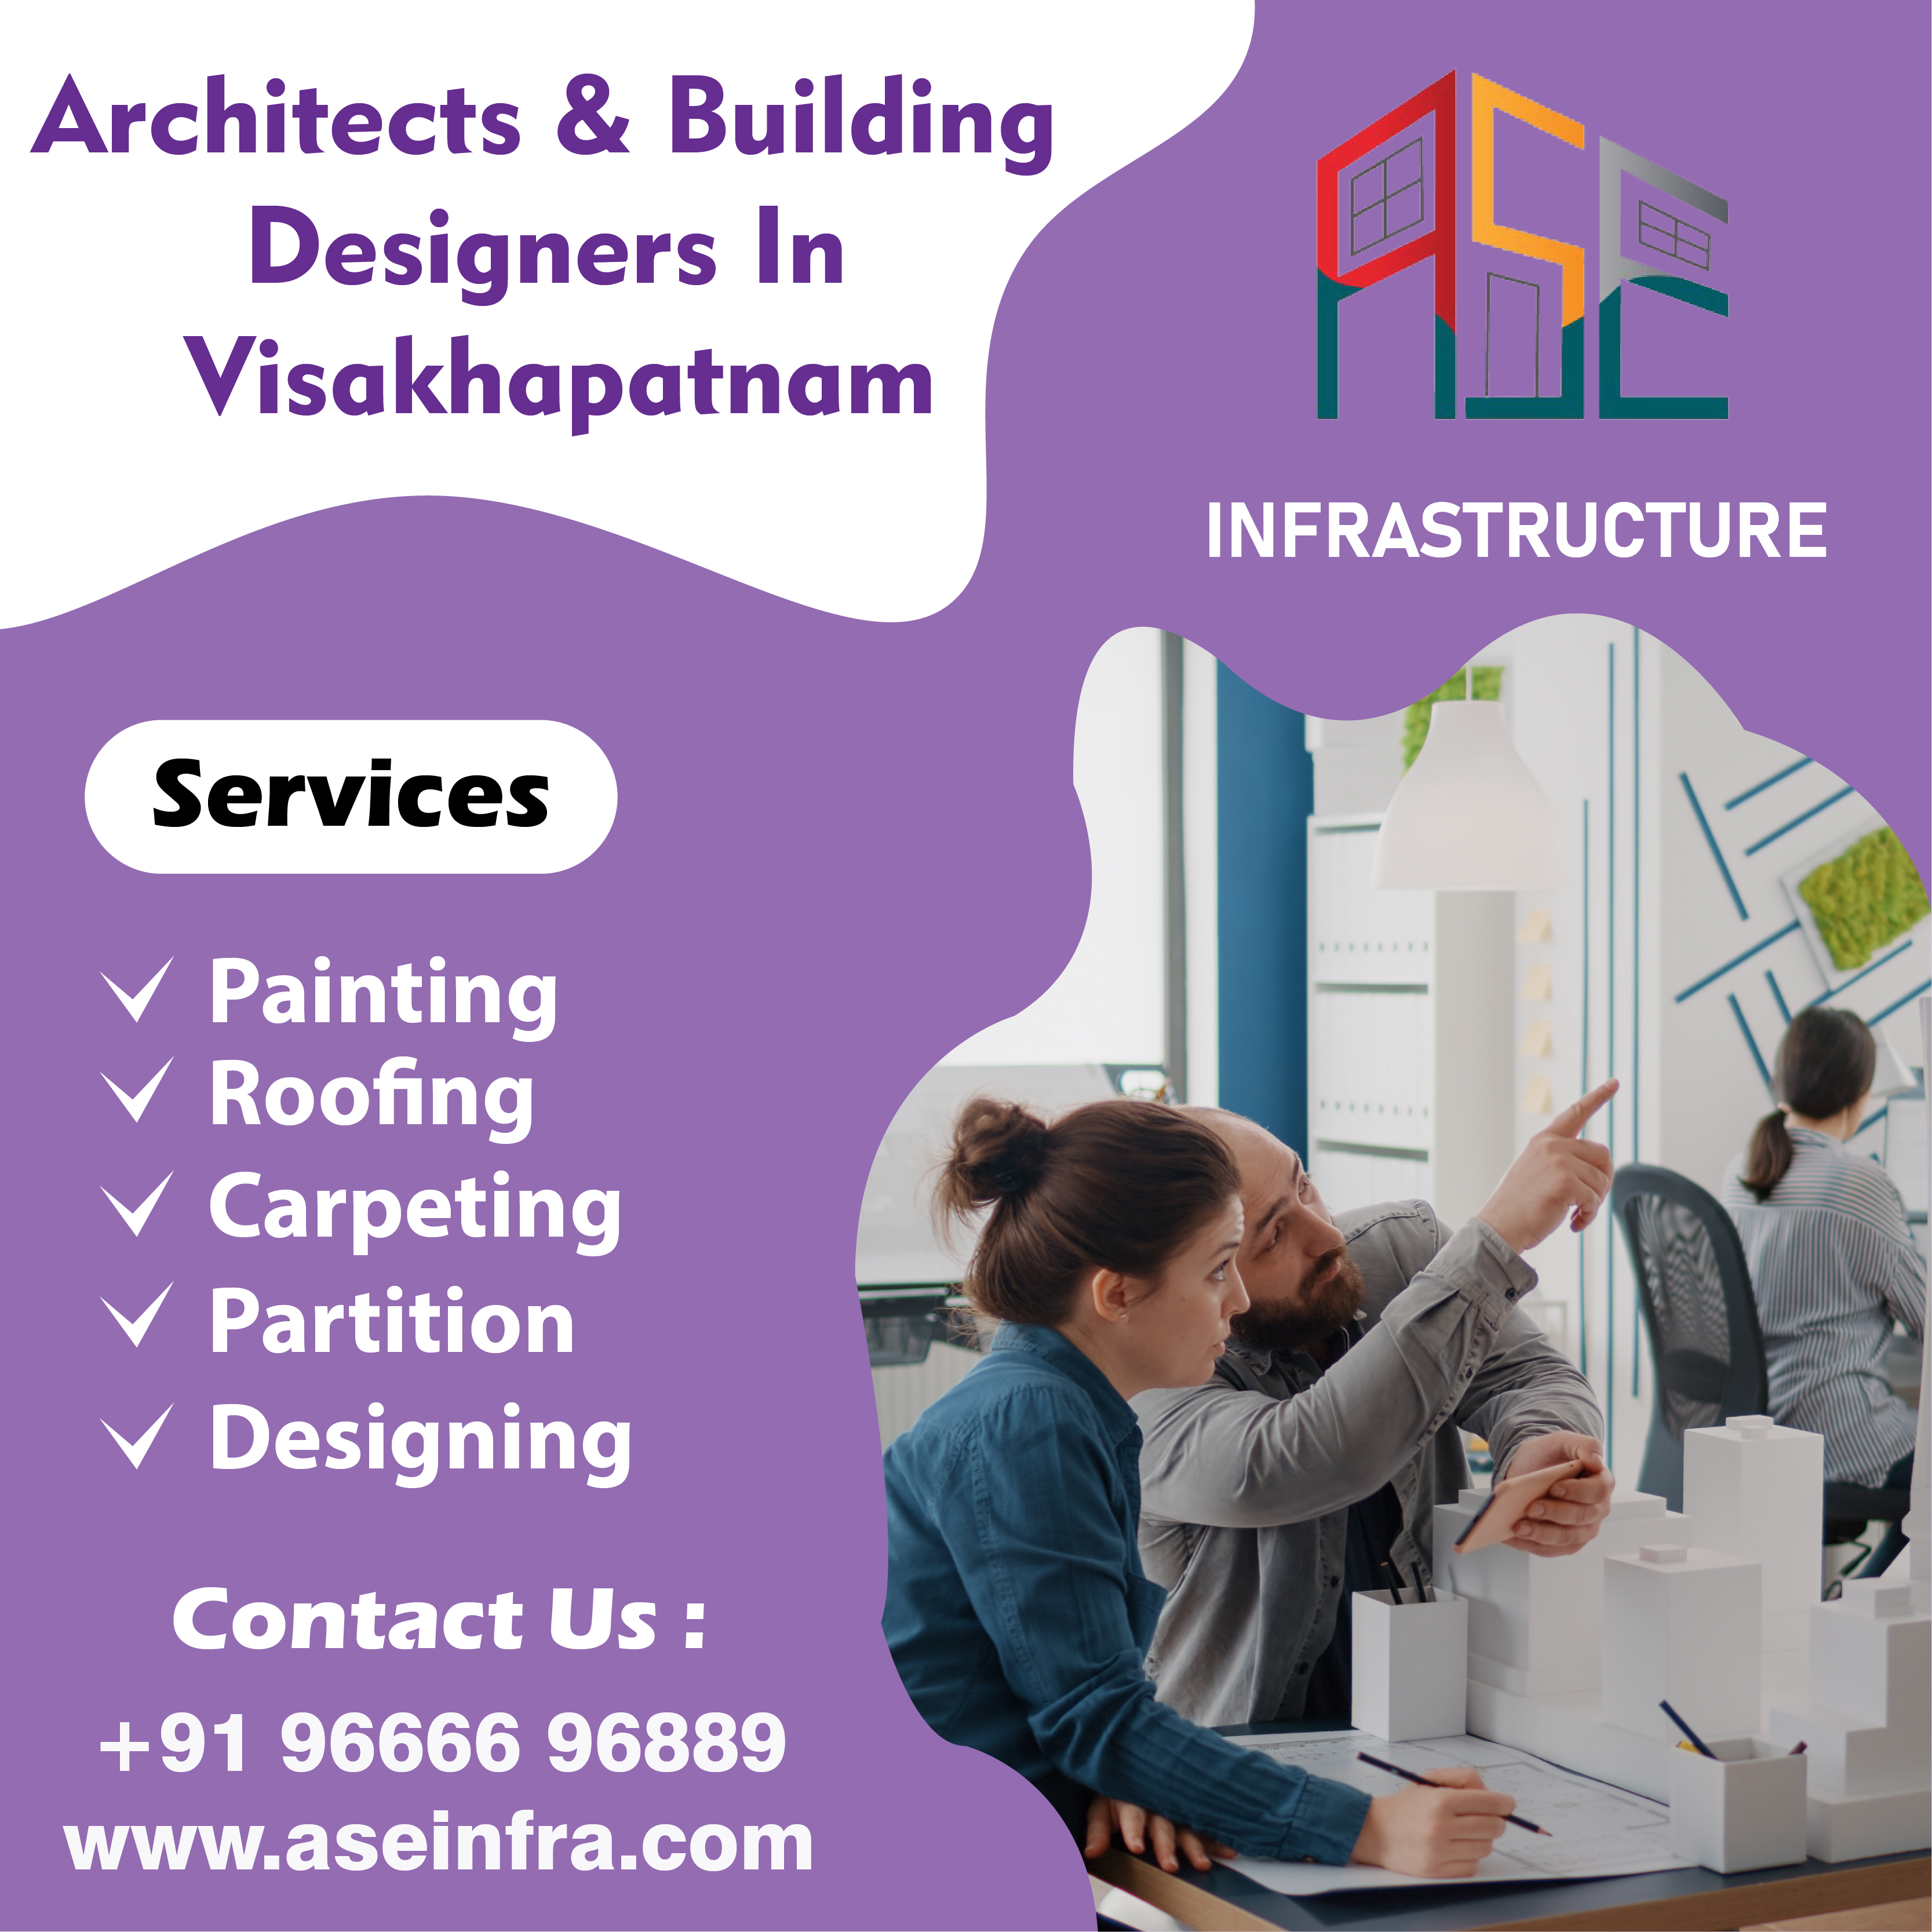 Architects & Building
Designers In
Visakhapatnam
ASE
INFRASTRUCTURE
Services
Painting
Roofing
Carpeting
Partition
Designing
Contact Us :
+91 96666 96889
www.aseinfra.com